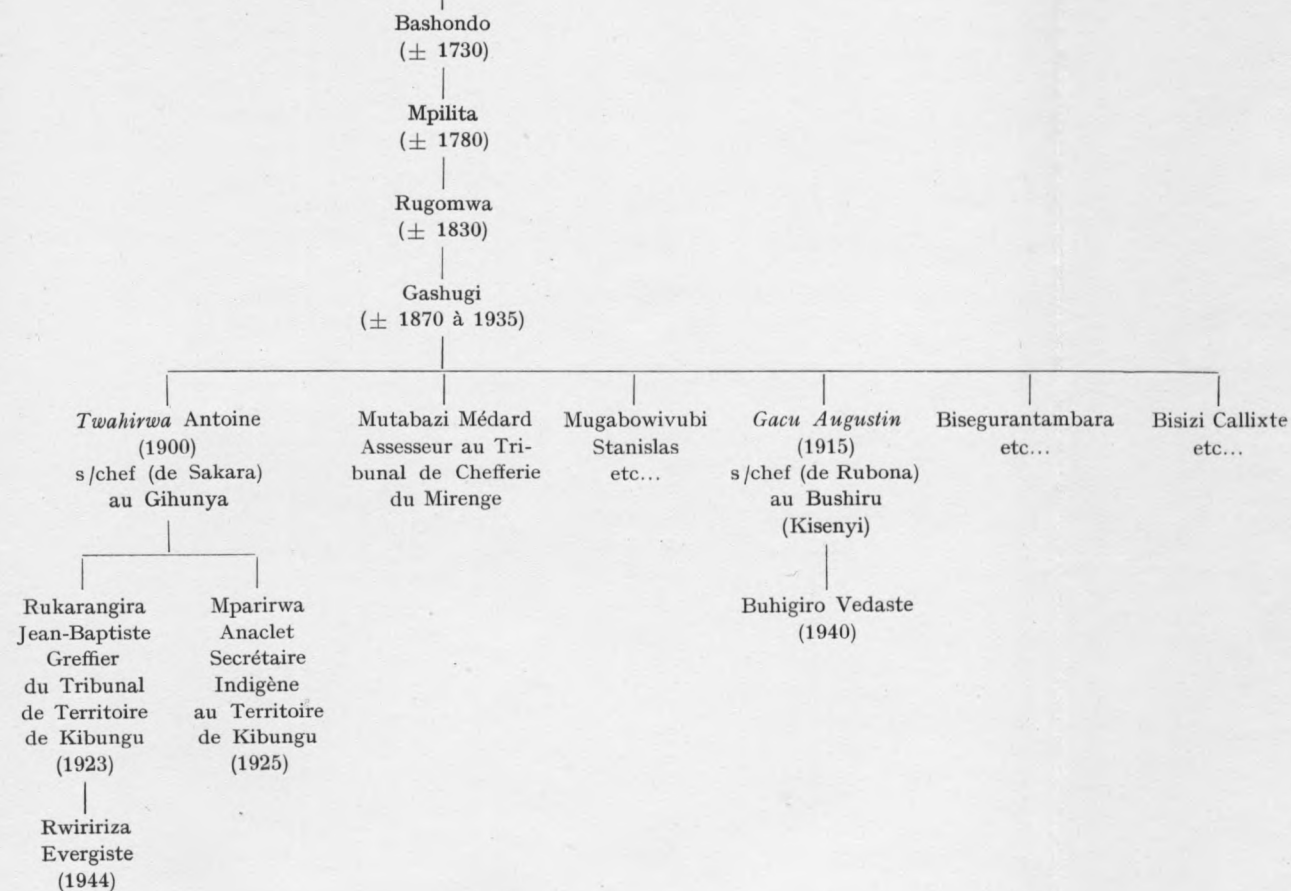 Bashondo
(± 1730)
Mpilita
(± 1780)
Rugomwa
(± 1830)
Gashugi
(± 1870 à 1935)
Twahirwa Antoine
(1900)
s/chef (de Sakara)
au Gihunya
Mutabazi Médard
Assesseur au Tri-
bunal de Chefferie
du Mirenge
Mugabowivubi
Stanislas
etc...
Gacu Augustin
(1915)
s/chef (de Rubona)
au Bushiru
(Kisenyi)
Bisegurantambara
etc...
Bisizi Callixte
etc...
Rukarangira
Jean-Baptiste
Greffier
du Tribunal
de Territoire
de Kibungu
(1923)
Mparirwa
Anaclet
Secrétaire
Indigène
au Territoire
de Kibungu
(1925)
Buhigiro Vedaste
(1940)
Rwiririza
Evergiste
(1944)